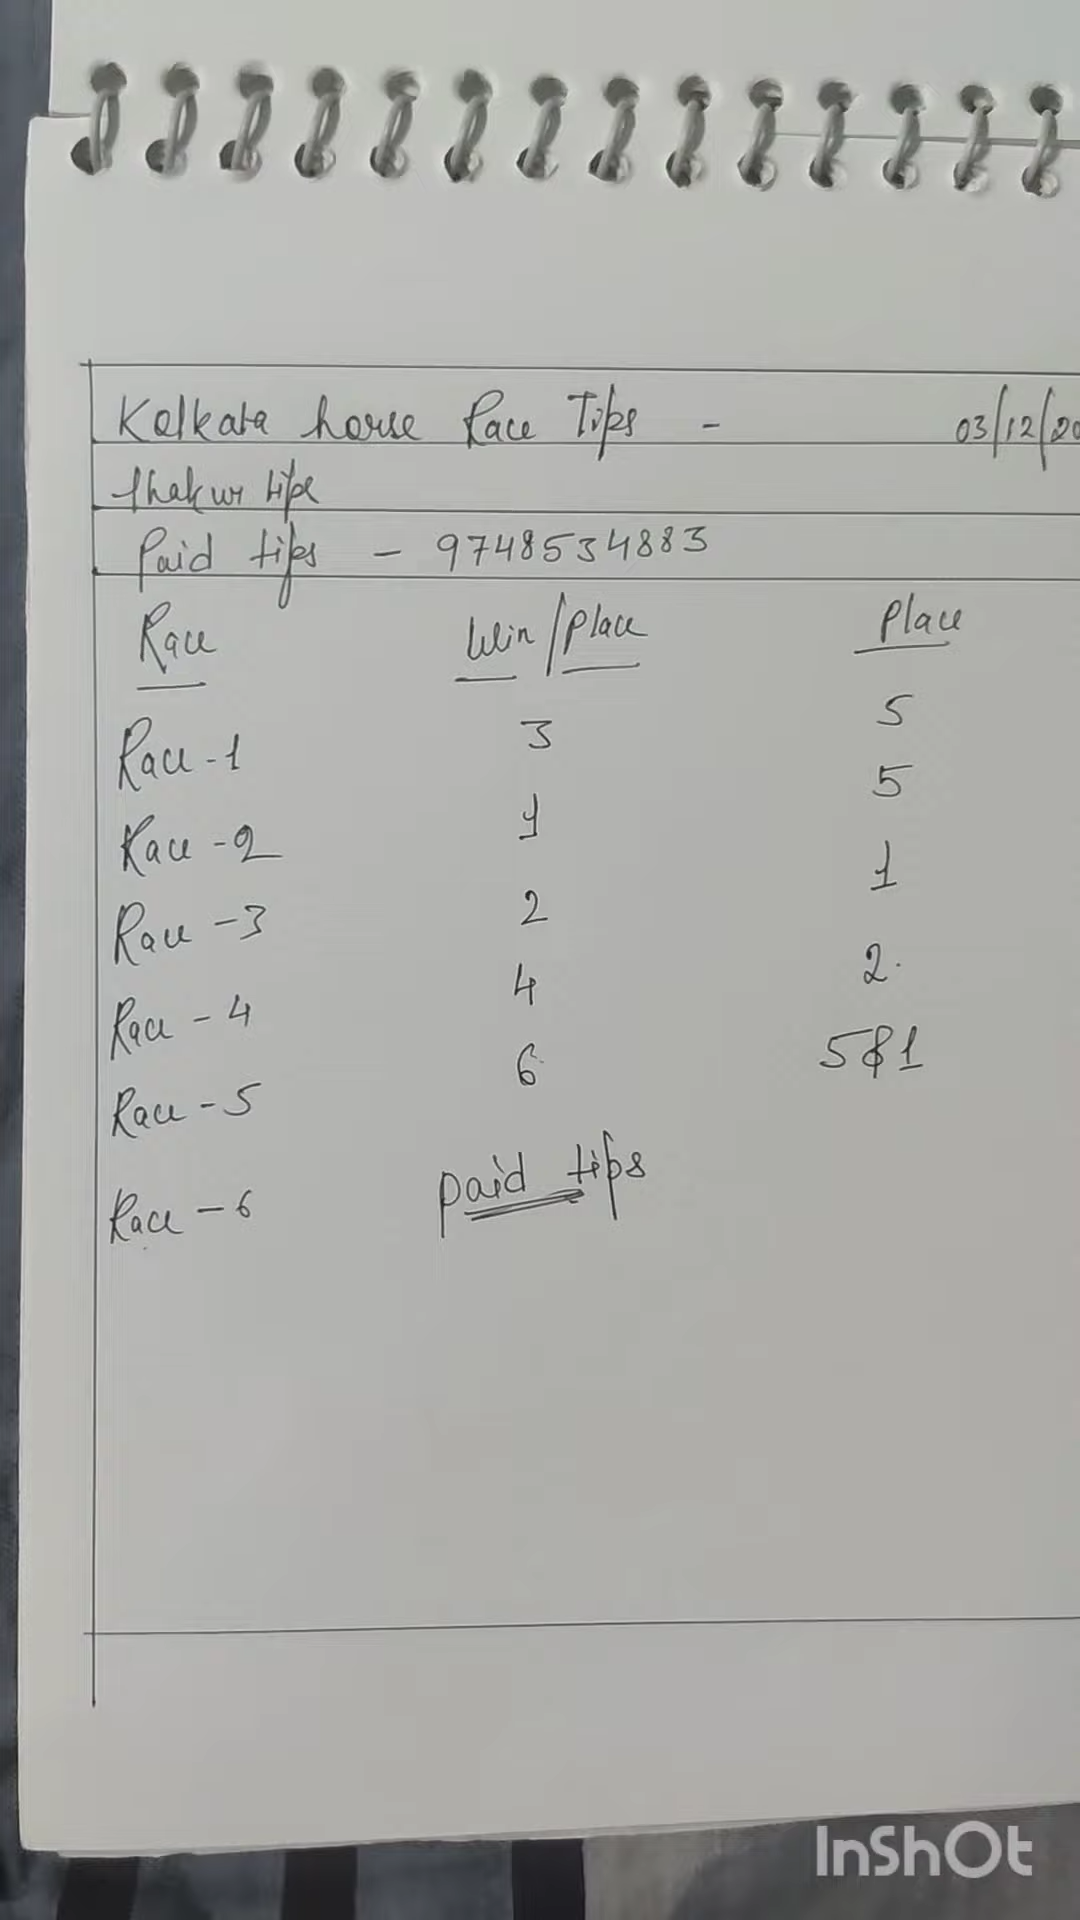 Kolkata horse Race Tips - 03/12/20
thakur tips
Paid tips - 9748534883
Race Win/Place Place
Race-1 3 5
Race-2 1 5
Race-3 2 1
Race-4 4 2.
Race-5 6 5&1
Race-6 paid tips
InShOt